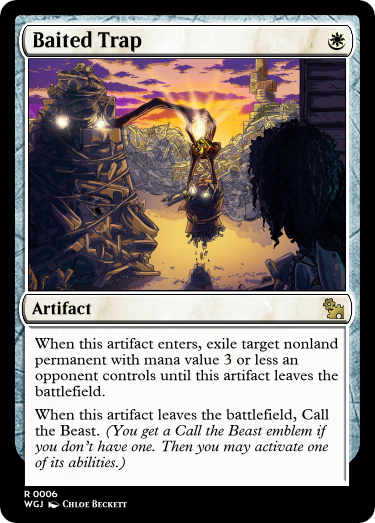 Baited Trap
Artifact
When this artifact enters, exile target nonland
permanent with mana value 3 or less an
opponent controls until this artifact leaves the
battlefield.
When this artifact leaves the battlefield, Call
the Beast. (You get a Call the Beast emblem if
you don't have one. Then you may activate one
of its abilities.)
R 0006
WGJ Chloe Beckett